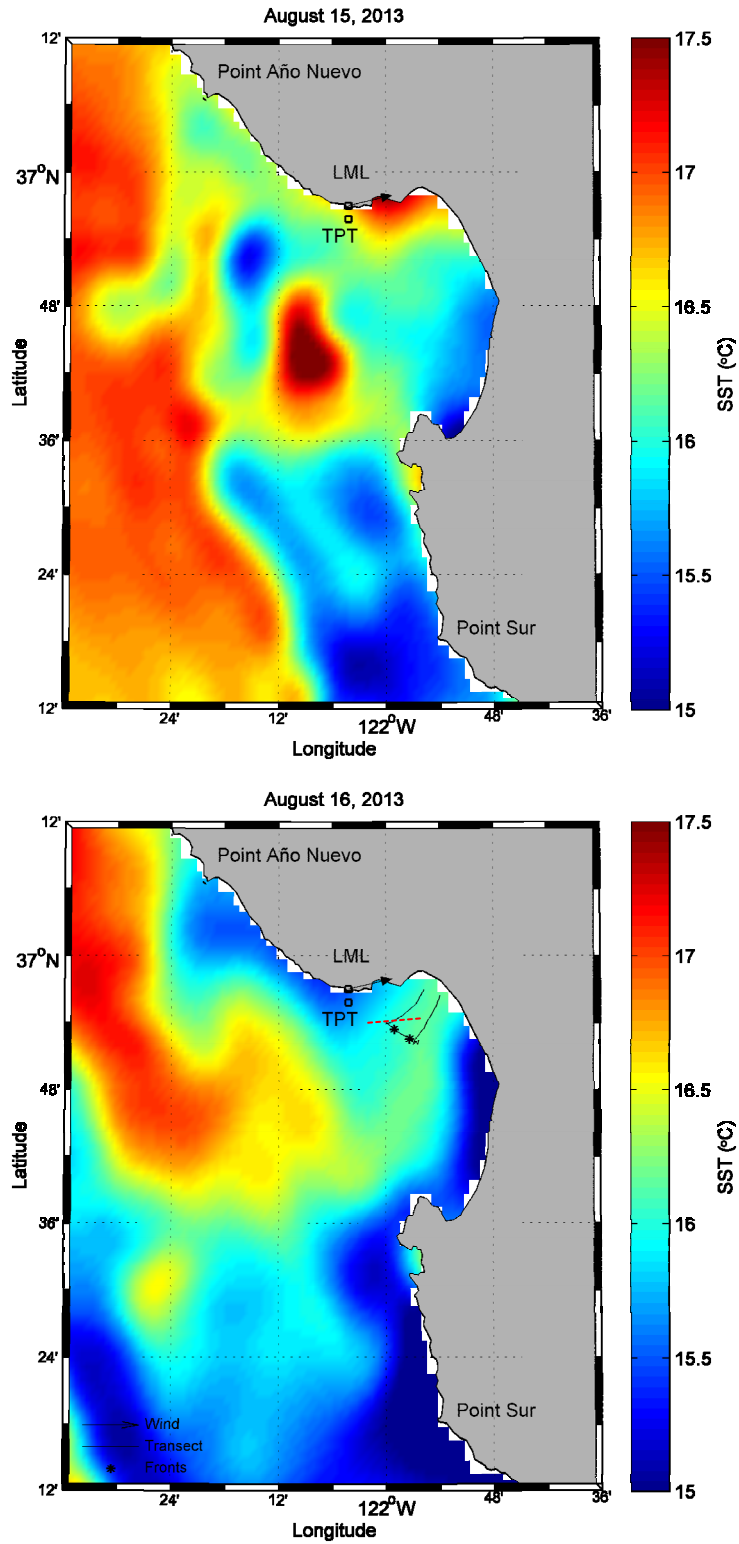 August 15, 2013
12'
Point Año Nuevo
37°N
LML
TPT
48'
Latitude
36'
24'
Point Sur
12'
24'
12'
122°W
48'
36'
Longitude
17.5
17
16.5
16
15.5
15
SST (°C)
August 16, 2013
12'
Point Año Nuevo
37°N
LML
TPT
48'
Latitude
36'
24'
Point Sur
Wind
Transect
Fronts
12'
24'
12'
122°W
48'
36'
Longitude
17.5
17
16.5
16
15.5
15
SST (°C)